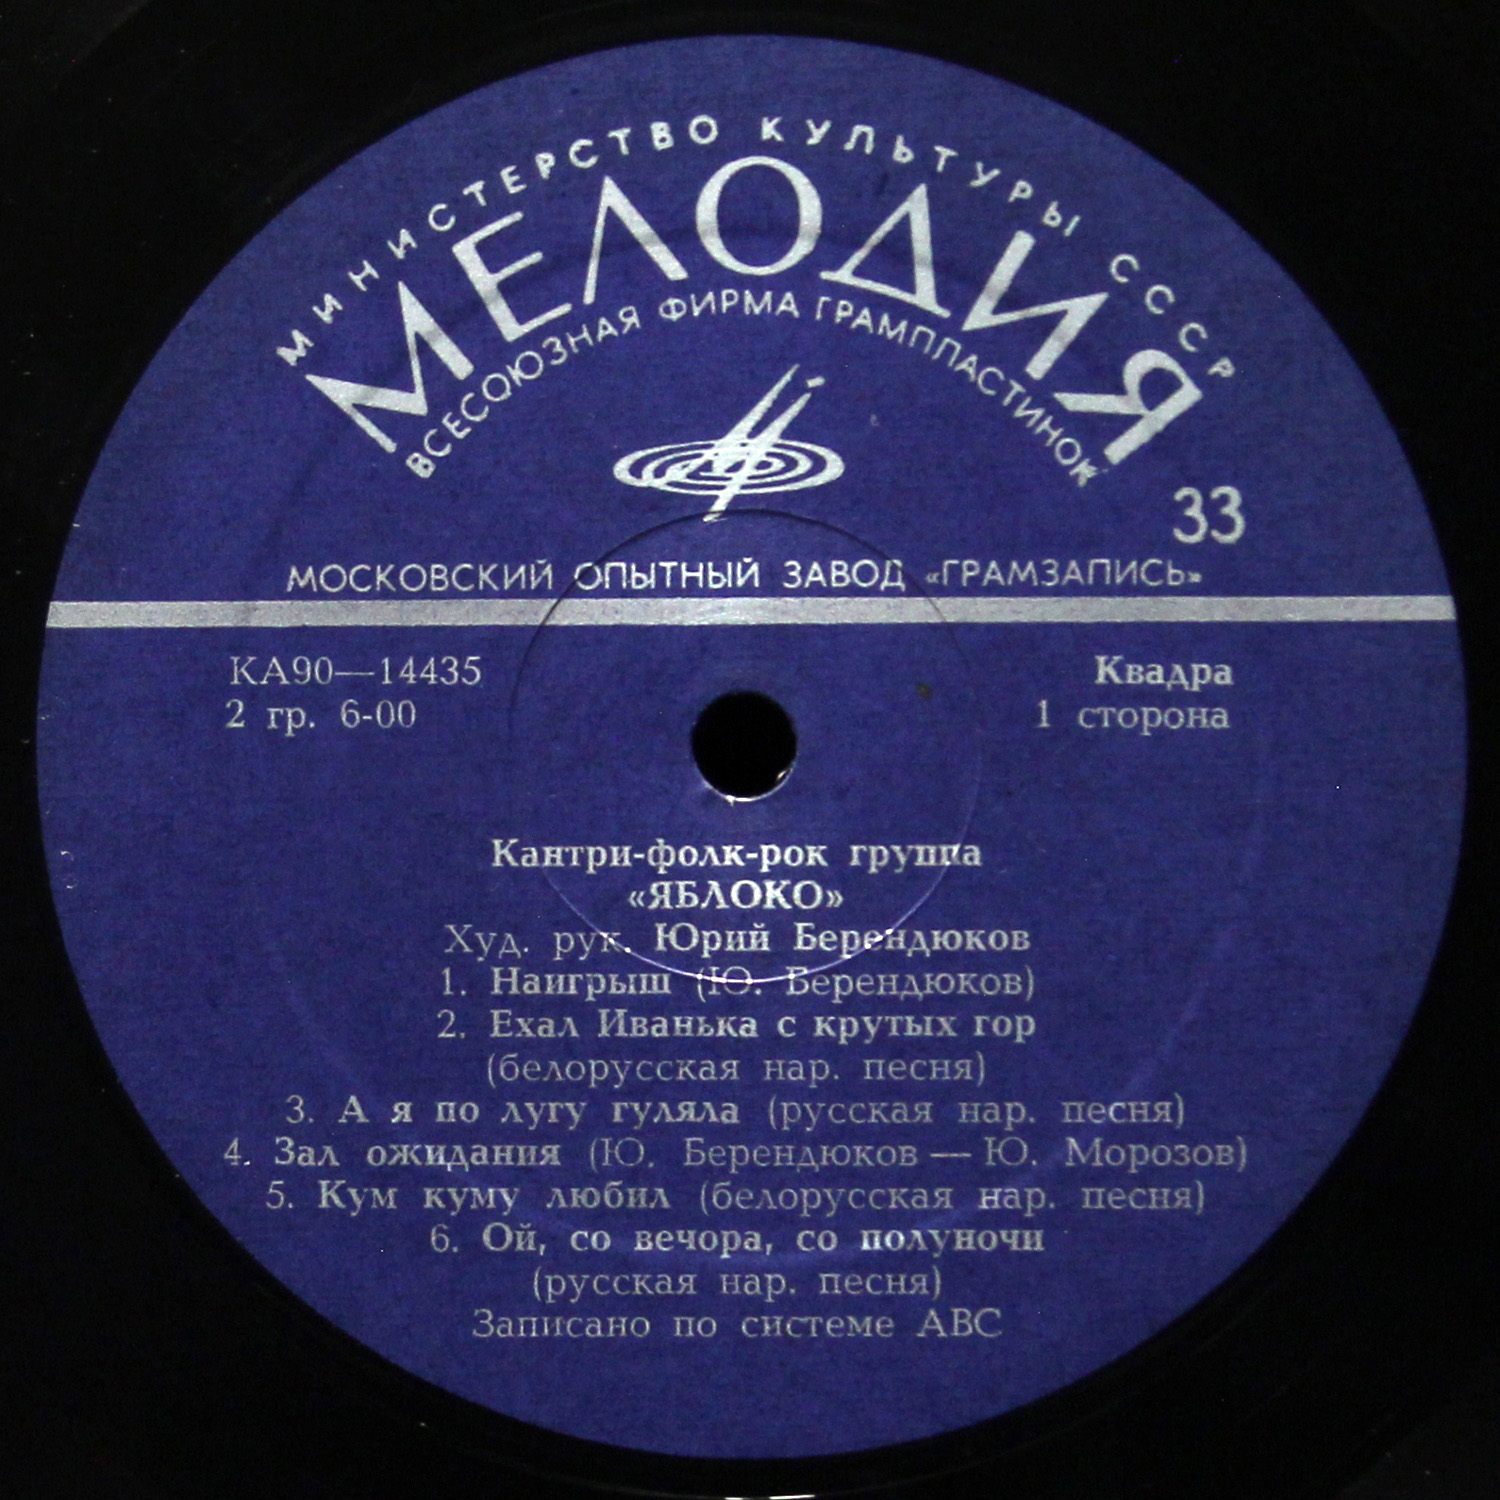 МИНИСТЕРСТВО КУЛЬТУРЫ СССР
МЕЛОДИЯ
ВСЕСОЮЗНАЯ ФИРМА ГРАМПЛАСТИНОК
33
МОСКОВСКИЙ ОПЫТНЫЙ ЗАВОД «ГРАМЗАПИСЬ»
КА90—14435
Квадра
2 гр. 6-00
1 сторона
Кантри-фолк-рок группа
«ЯБЛОКО»
Худ. рук. Юрий Берендюков
1. Наигрыш (Ю. Берендюков)
2. Ехал Иванька с крутых гор
(белорусская нар. песня)
3. А я по лугу гуляла (русская нар. песня)
4. Зал ожидания (Ю. Берендюков — Ю. Морозов)
5. Кум куму любил (белорусская нар. песня)
6. Ой, со вечора, со полуночи
(русская нар. песня)
Записано по системе АВС